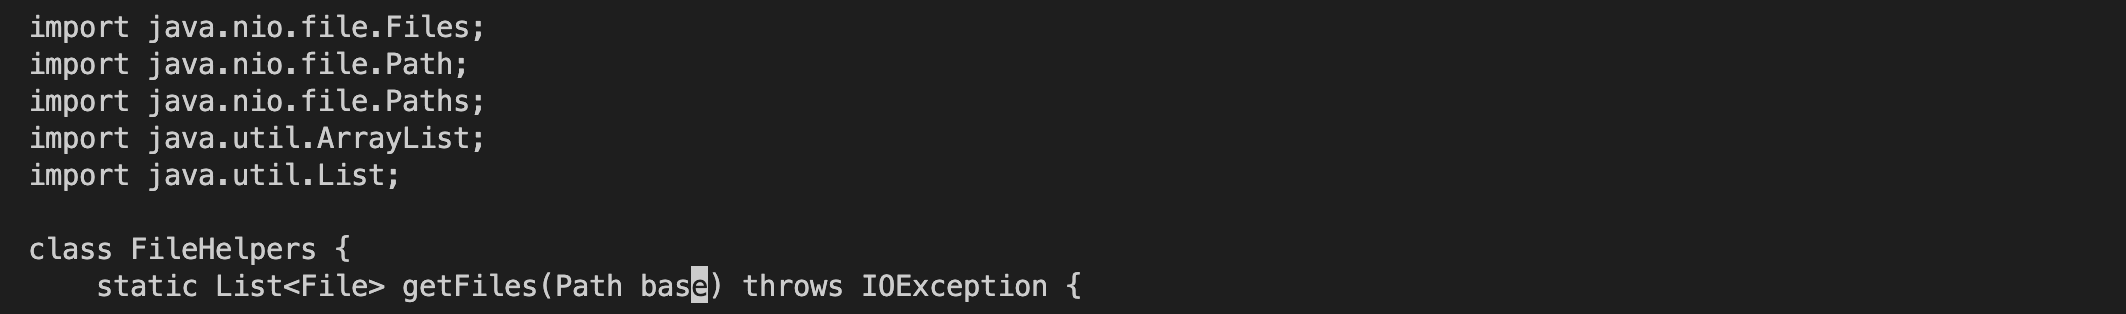 import java.nio.file.Files;
import java.nio.file.Path;
import java.nio.file.Paths;
import java.util.ArrayList;
import java.util.List;

class FileHelpers {
    static List<File> getFiles(Path base) throws IOException {